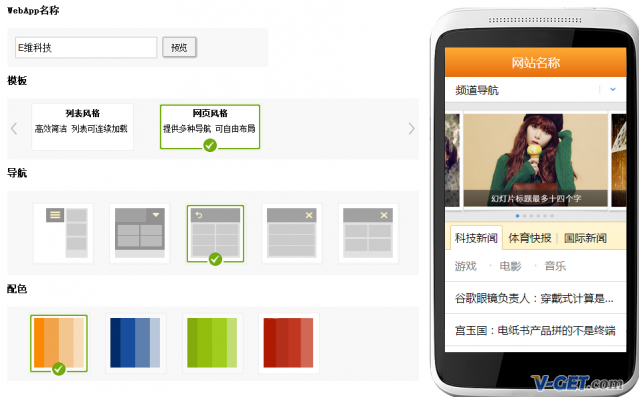 WebApp名称
E维科技
预览
模板
列表风格
高效简洁 列表可连续加载
网页风格
提供多种导航 可自由布局
导航
配色
网站名称
频道导航
幻灯片标题最多十四个字
科技新闻 体育快报 国际新闻
游戏 · 电影 · 音乐
谷歌眼镜负责人：穿戴式计算是...
宫玉国：电纸书产品拼的不是终端
V-GET.com